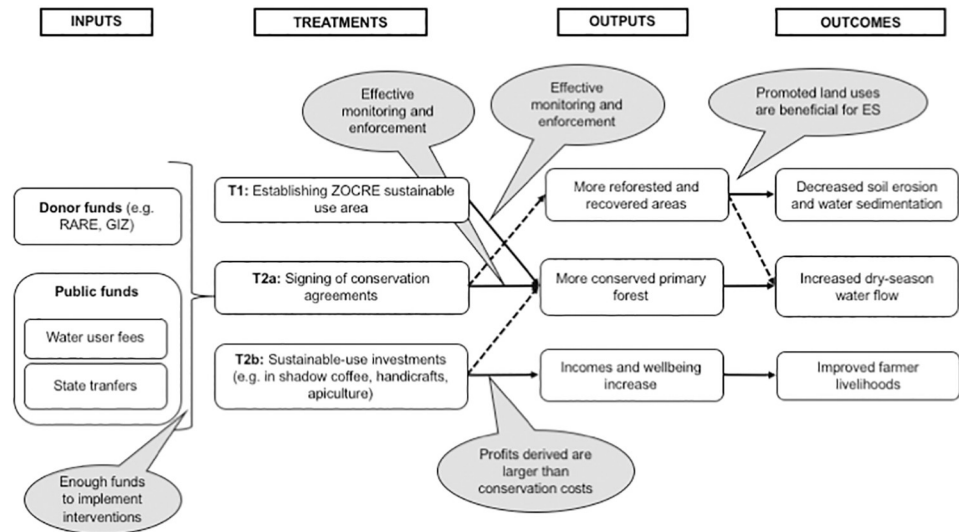 INPUTS
TREATMENTS
OUTPUTS
OUTCOMES
Effective
monitoring and
enforcement
Effective
monitoring and
enforcement
Promoted land uses
are beneficial for ES
Donor funds (e.g.
RARE, GIZ)
Public funds
Water user fees
State tranfers
Enough funds
to implement
interventions
T1: Establishing ZOCRE sustainable
use area
T2a: Signing of conservation
agreements
T2b: Sustainable-use investments
(e.g. in shadow coffee, handicrafts,
apiculture)
More reforested and
recovered areas
More conserved primary
forest
Incomes and wellbeing
increase
Profits derived are
larger than
conservation costs
Decreased soil erosion
and water sedimentation
Increased dry-season
water flow
Improved farmer
livelihoods